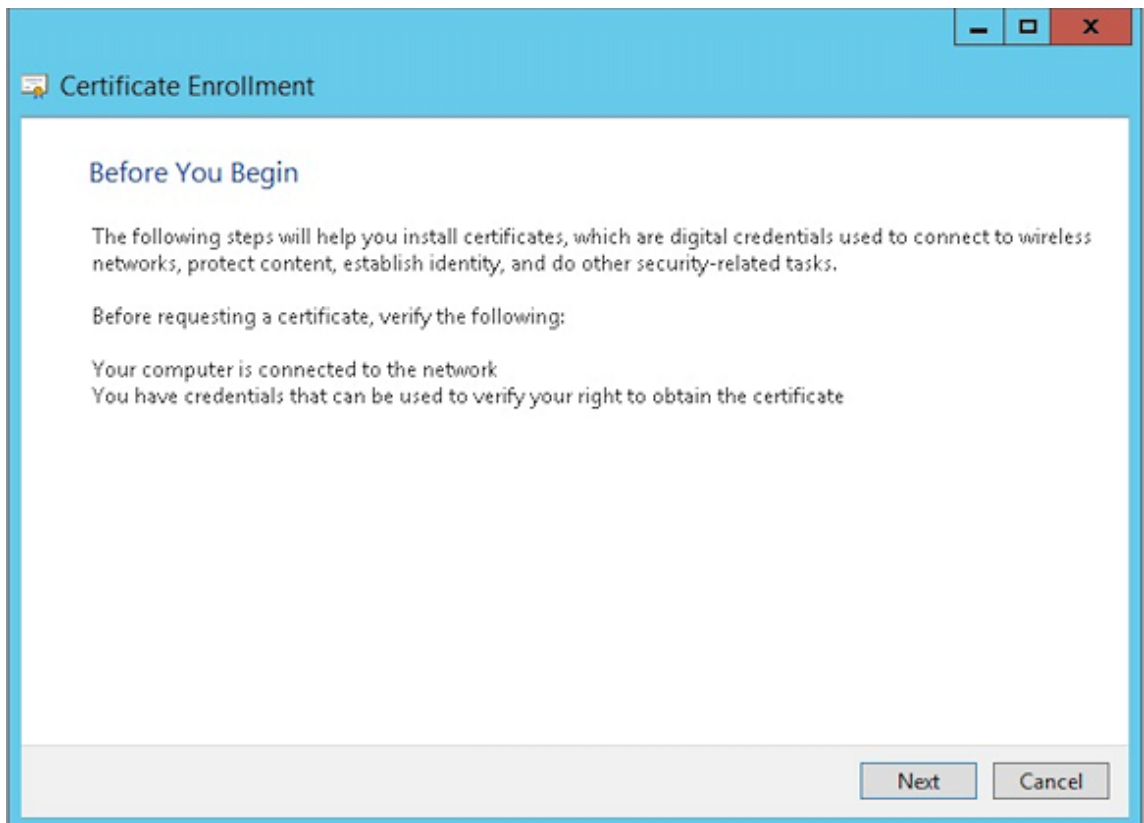 Certificate Enrollment
Before You Begin
The following steps will help you install certificates, which are digital credentials used to connect to wireless
networks, protect content, establish identity, and do other security-related tasks.
Before requesting a certificate, verify the following:
Your computer is connected to the network
You have credentials that can be used to verify your right to obtain the certificate
Next Cancel